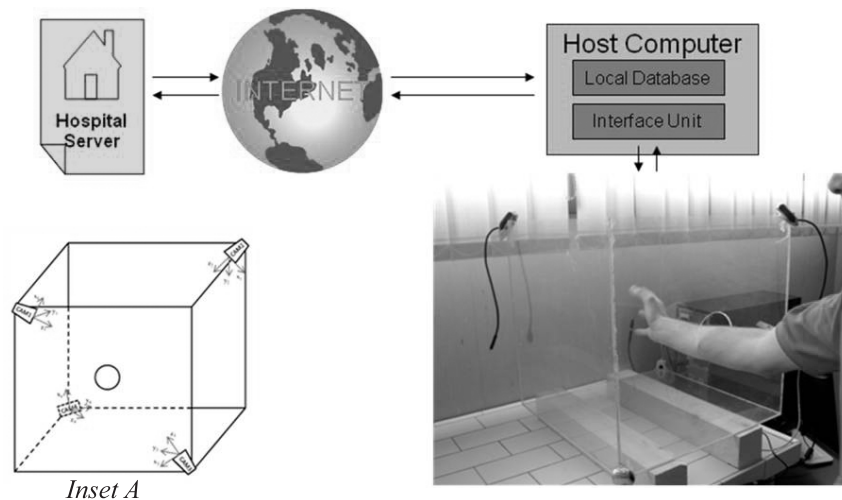 Hospital
Server
INTERNET
Host Computer
Local Database
Interface Unit
Inset A